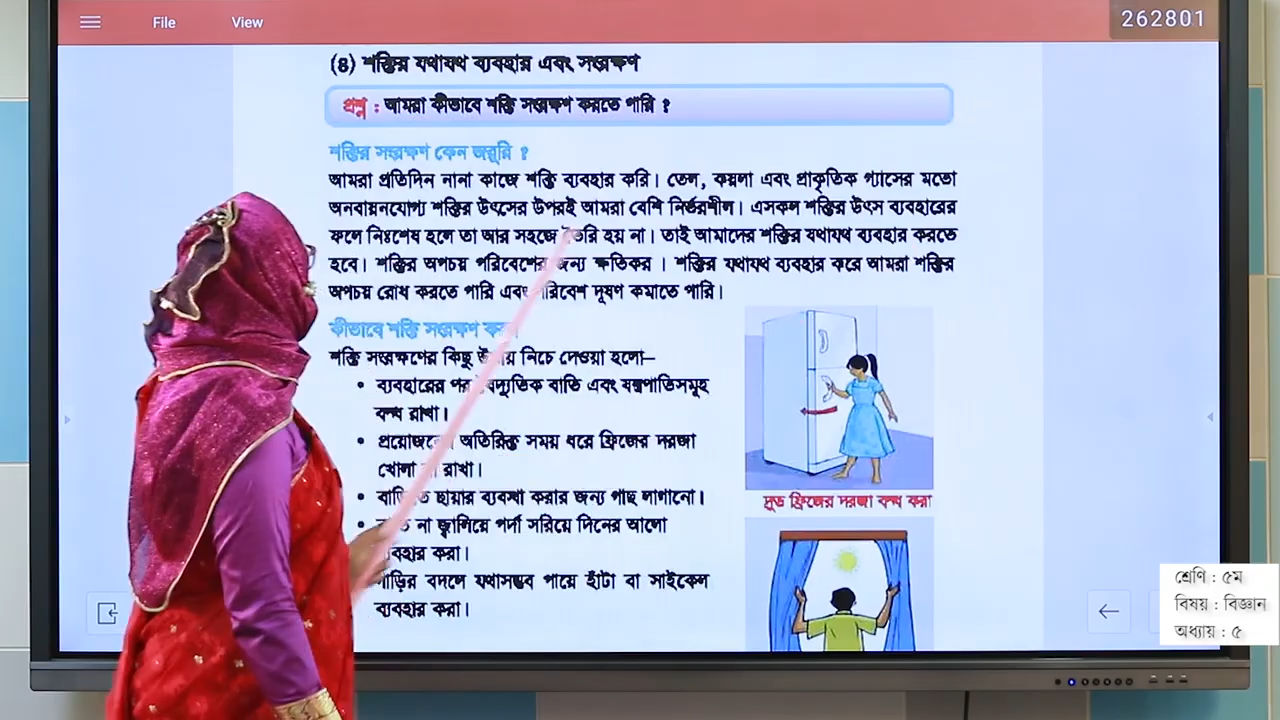 File View 262801
(৪) শক্তির যথাযথ ব্যবহার এবং সংরক্ষণ
প্রশ্ন : আমরা কীভাবে শক্তি সংরক্ষণ করতে পারি ?
শক্তির সংরক্ষণ কেন জরুরি ?
আমরা প্রতিদিন নানা কাজে শক্তি ব্যবহার করি। তেল, কয়লা এবং প্রাকৃতিক গ্যাসের মতো
অনবায়নযোগ্য শক্তির উৎসের উপরই আমরা বেশি নির্ভরশীল। এসকল শক্তির উৎস ব্যবহারের
ফলে নিঃশেষ হলে তা আর সহজে তৈরি হয় না। তাই আমাদের শক্তির যথাযথ ব্যবহার করতে
হবে। শক্তির অপচয় পরিবেশের জন্য ক্ষতিকর । শক্তির যথাযথ ব্যবহার করে আমরা শক্তির
অপচয় রোধ করতে পারি এবং পরিবেশ দূষণ কমাতে পারি।
কীভাবে শক্তি সংরক্ষণ
শক্তি সংরক্ষণের কিছু উপায় নিচে দেওয়া হলো—
• ব্যবহারের পর বৈদ্যুতিক বাতি এবং যন্ত্রপাতিসমূহ
বন্ধ রাখা।
• প্রয়োজনের অতিরিক্ত সময় ধরে ফ্রিজের দরজা
খোলা না রাখা।
• বাড়িতে ছায়ার ব্যবস্থা করার জন্য গাছ লাগানো।
• না জ্বালিয়ে পর্দা সরিয়ে দিনের আলো
ব্যবহার করা।
গাড়ির বদলে যথাসম্ভব পায়ে হাঁটা বা সাইকেল
ব্যবহার করা।
দ্রুত ফ্রিজের দরজা বন্ধ করা
শ্রেণি : ৫ম
বিষয় : বিজ্ঞান
অধ্যায় : ৫